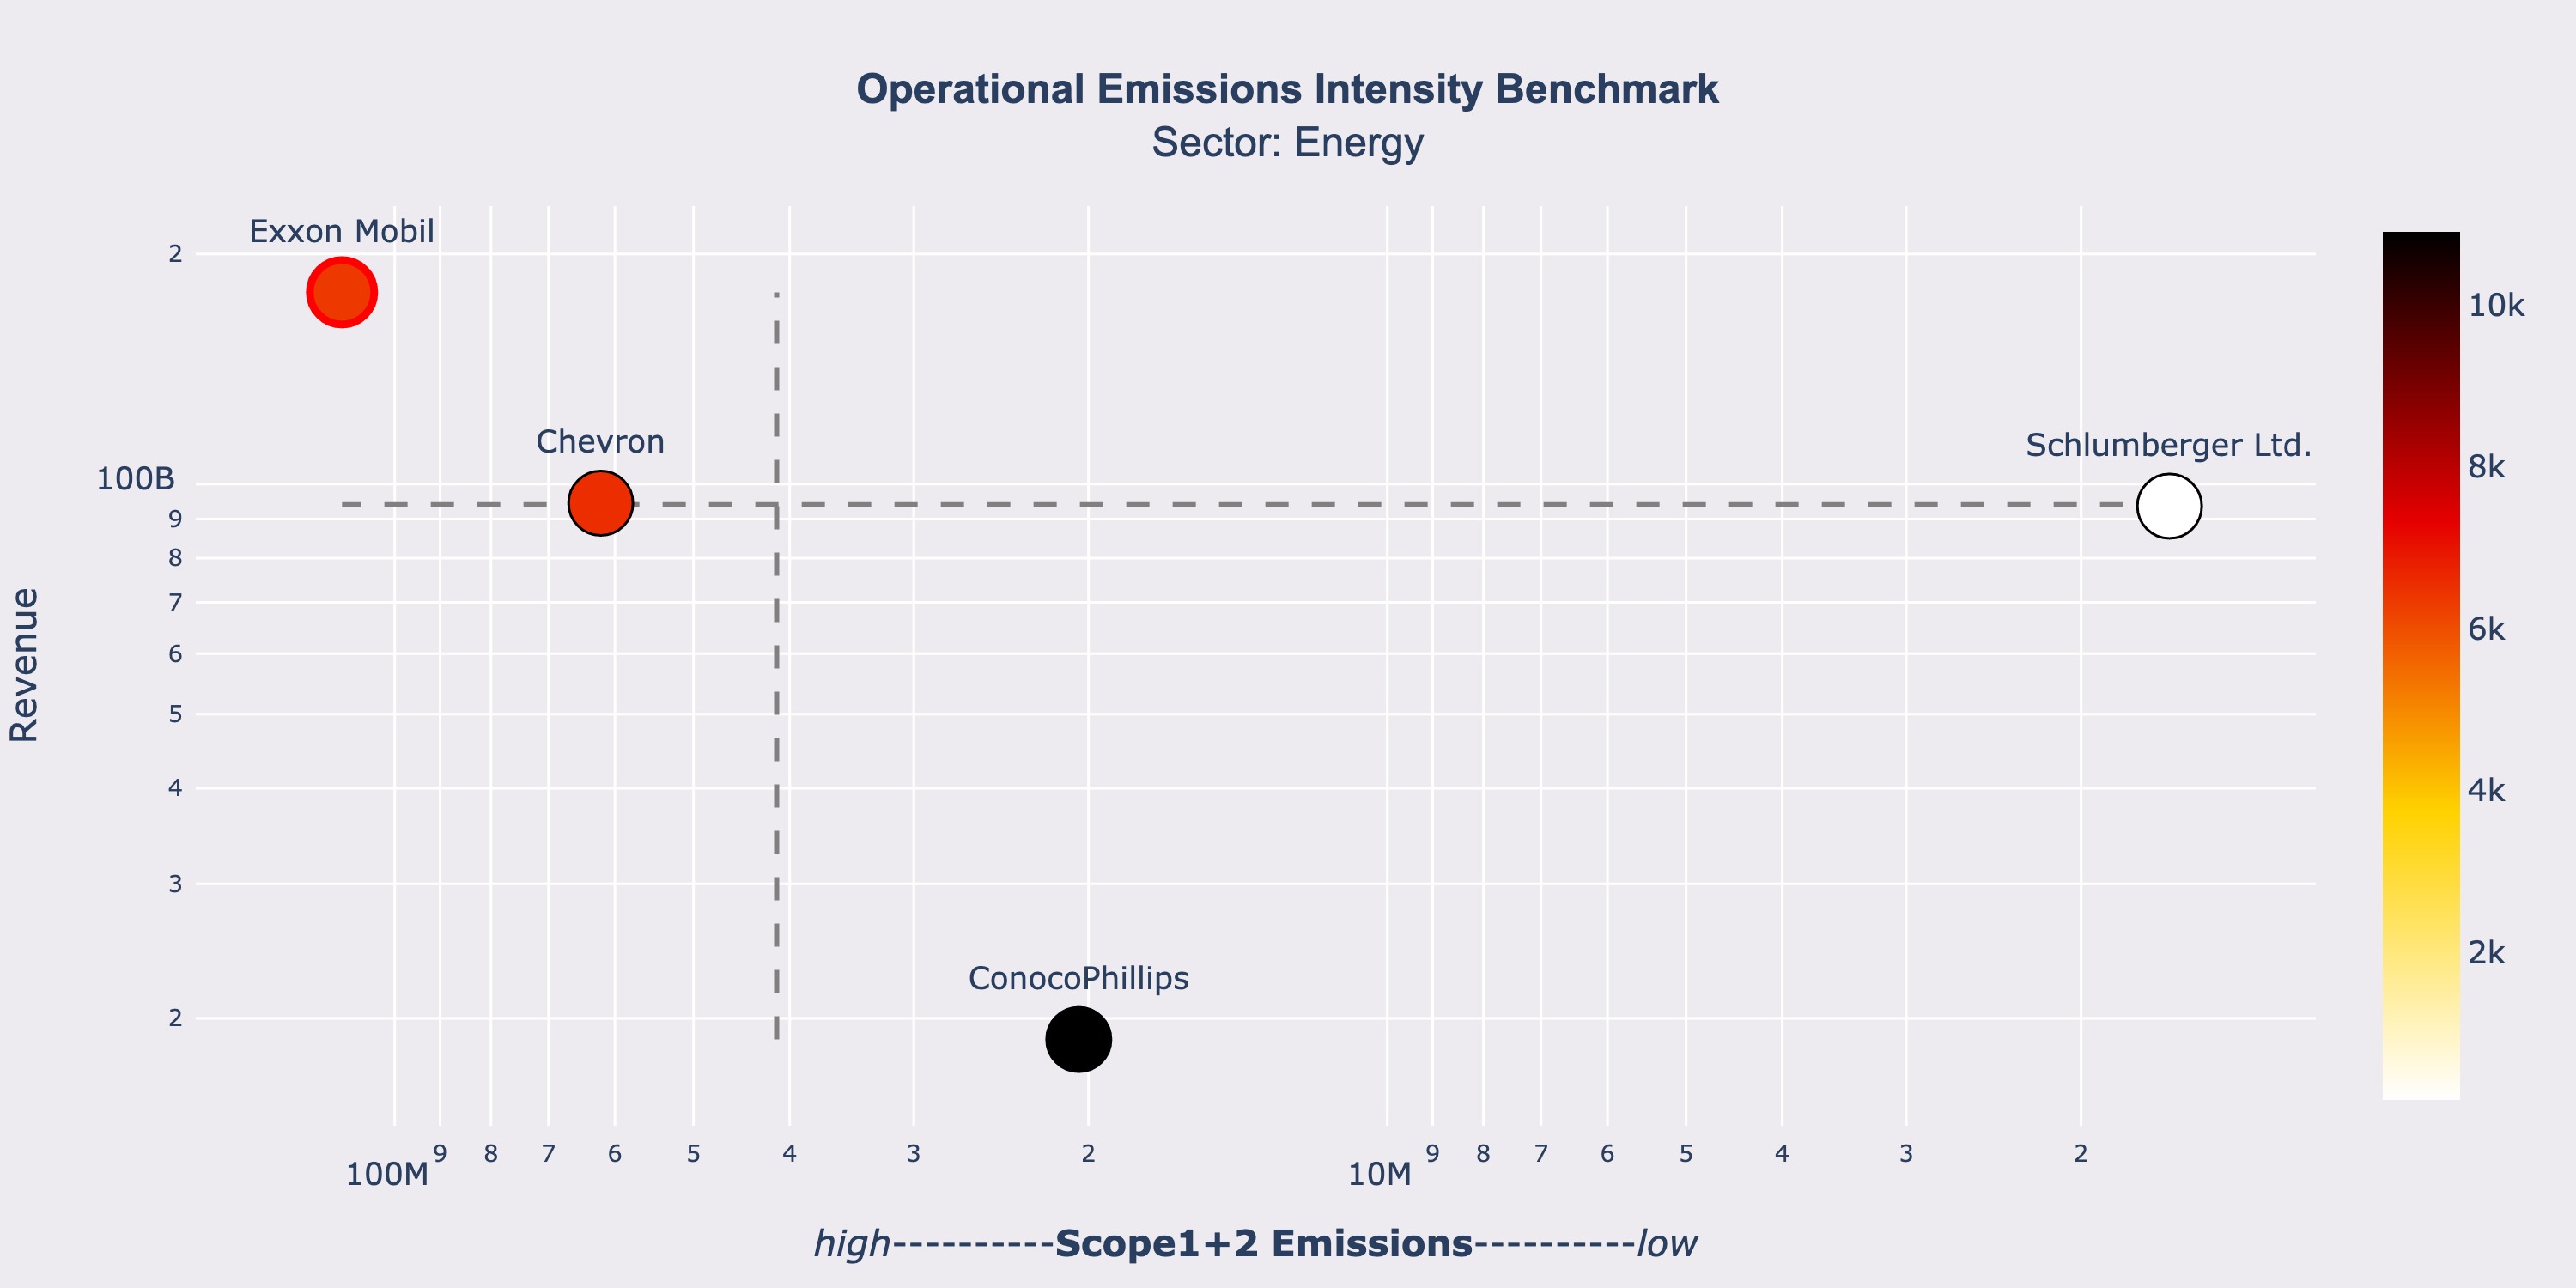 Operational Emissions Intensity Benchmark
Sector: Energy
Exxon Mobil
Chevron
Schlumberger Ltd.
ConocoPhillips
Revenue
2
100B
9
8
7
6
5
4
3
2
100M
9
8
7
6
5
4
3
2
10M
9
8
7
6
5
4
3
2
high----------Scope1+2 Emissions----------low
10k
8k
6k
4k
2k